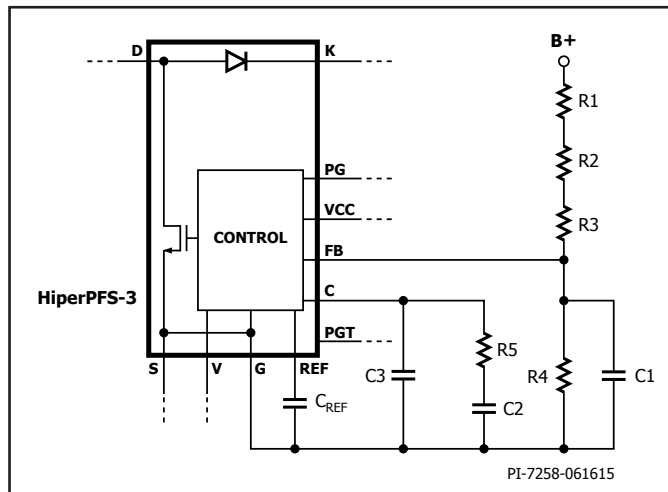 D
K
B+
R1
R2
R3
PG
VCC
CONTROL
FB
HiperPFS-3
C
PGT
S
V
G
REF
C3
R5
R4
C1
CREF
C2
PI-7258-061615